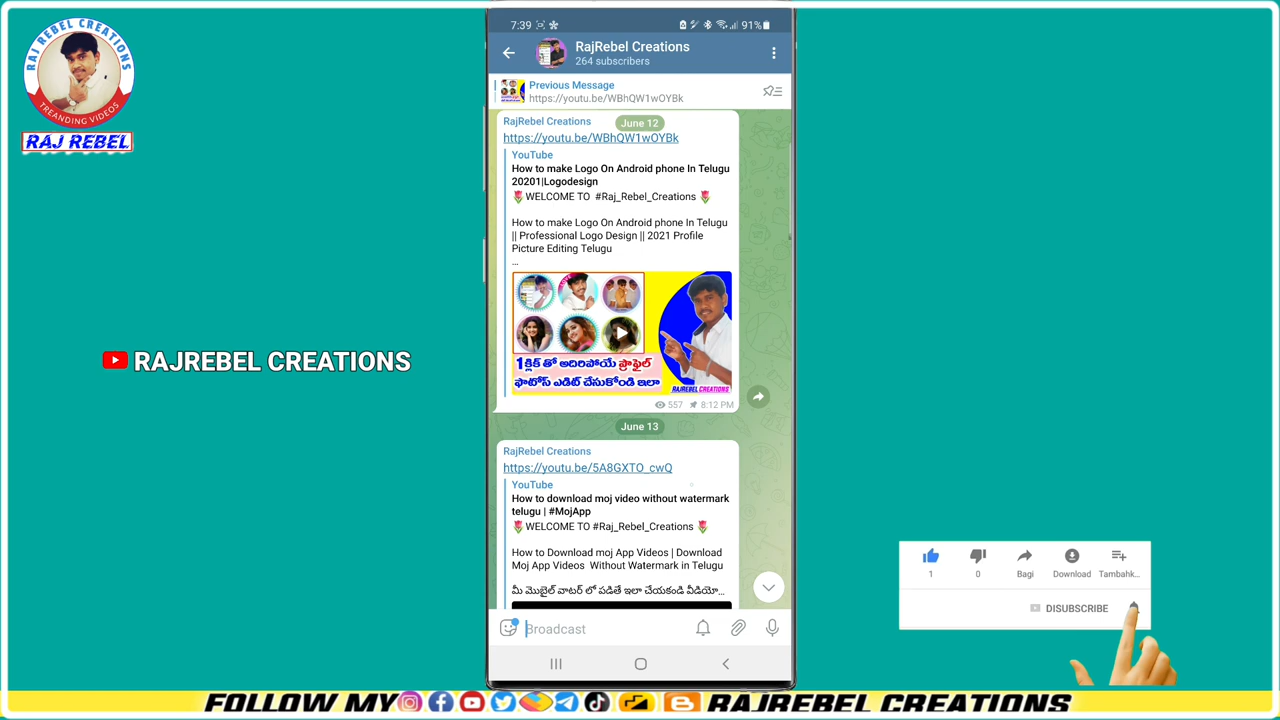 RAJ REBEL CREATIONS
TREANDING VIDEOS
RAJ REBEL
RAJREBEL CREATIONS
7:39
91%
RajRebel Creations
264 subscribers
Previous Message
https://youtu.be/WBhQW1wOYBk
June 12
RajRebel Creations
https://youtu.be/WBhQW1wOYBk
YouTube
How to make Logo On Android phone In Telugu
20201|Logodesign
🌷WELCOME TO #Raj_Rebel_Creations 🌷
How to make Logo On Android phone In Telugu
|| Professional Logo Design || 2021 Profile
Picture Editing Telugu
...
1క్లిక్ తో అదిరిపోయే ప్రొఫైల్
ఫొటోస్ ఎడిట్ చేసుకోండి ఇలా
RAJREBEL CREATIONS
557 8:12 PM
June 13
RajRebel Creations
https://youtu.be/5A8GXTO_cwQ
YouTube
How to download moj video without watermark
telugu | #MojApp
🌷WELCOME TO #Raj_Rebel_Creations 🌷
How to Download moj App Videos | Download
Moj App Videos Without Watermark in Telugu
మీ మొబైల్ వాటర్ లో పడితే ఇలా చేయకండి వీడియో...
Broadcast
1 0 Bagi Download Tambahk...
DISUBSCRIBE
FOLLOW MY RAJREBEL CREATIONS